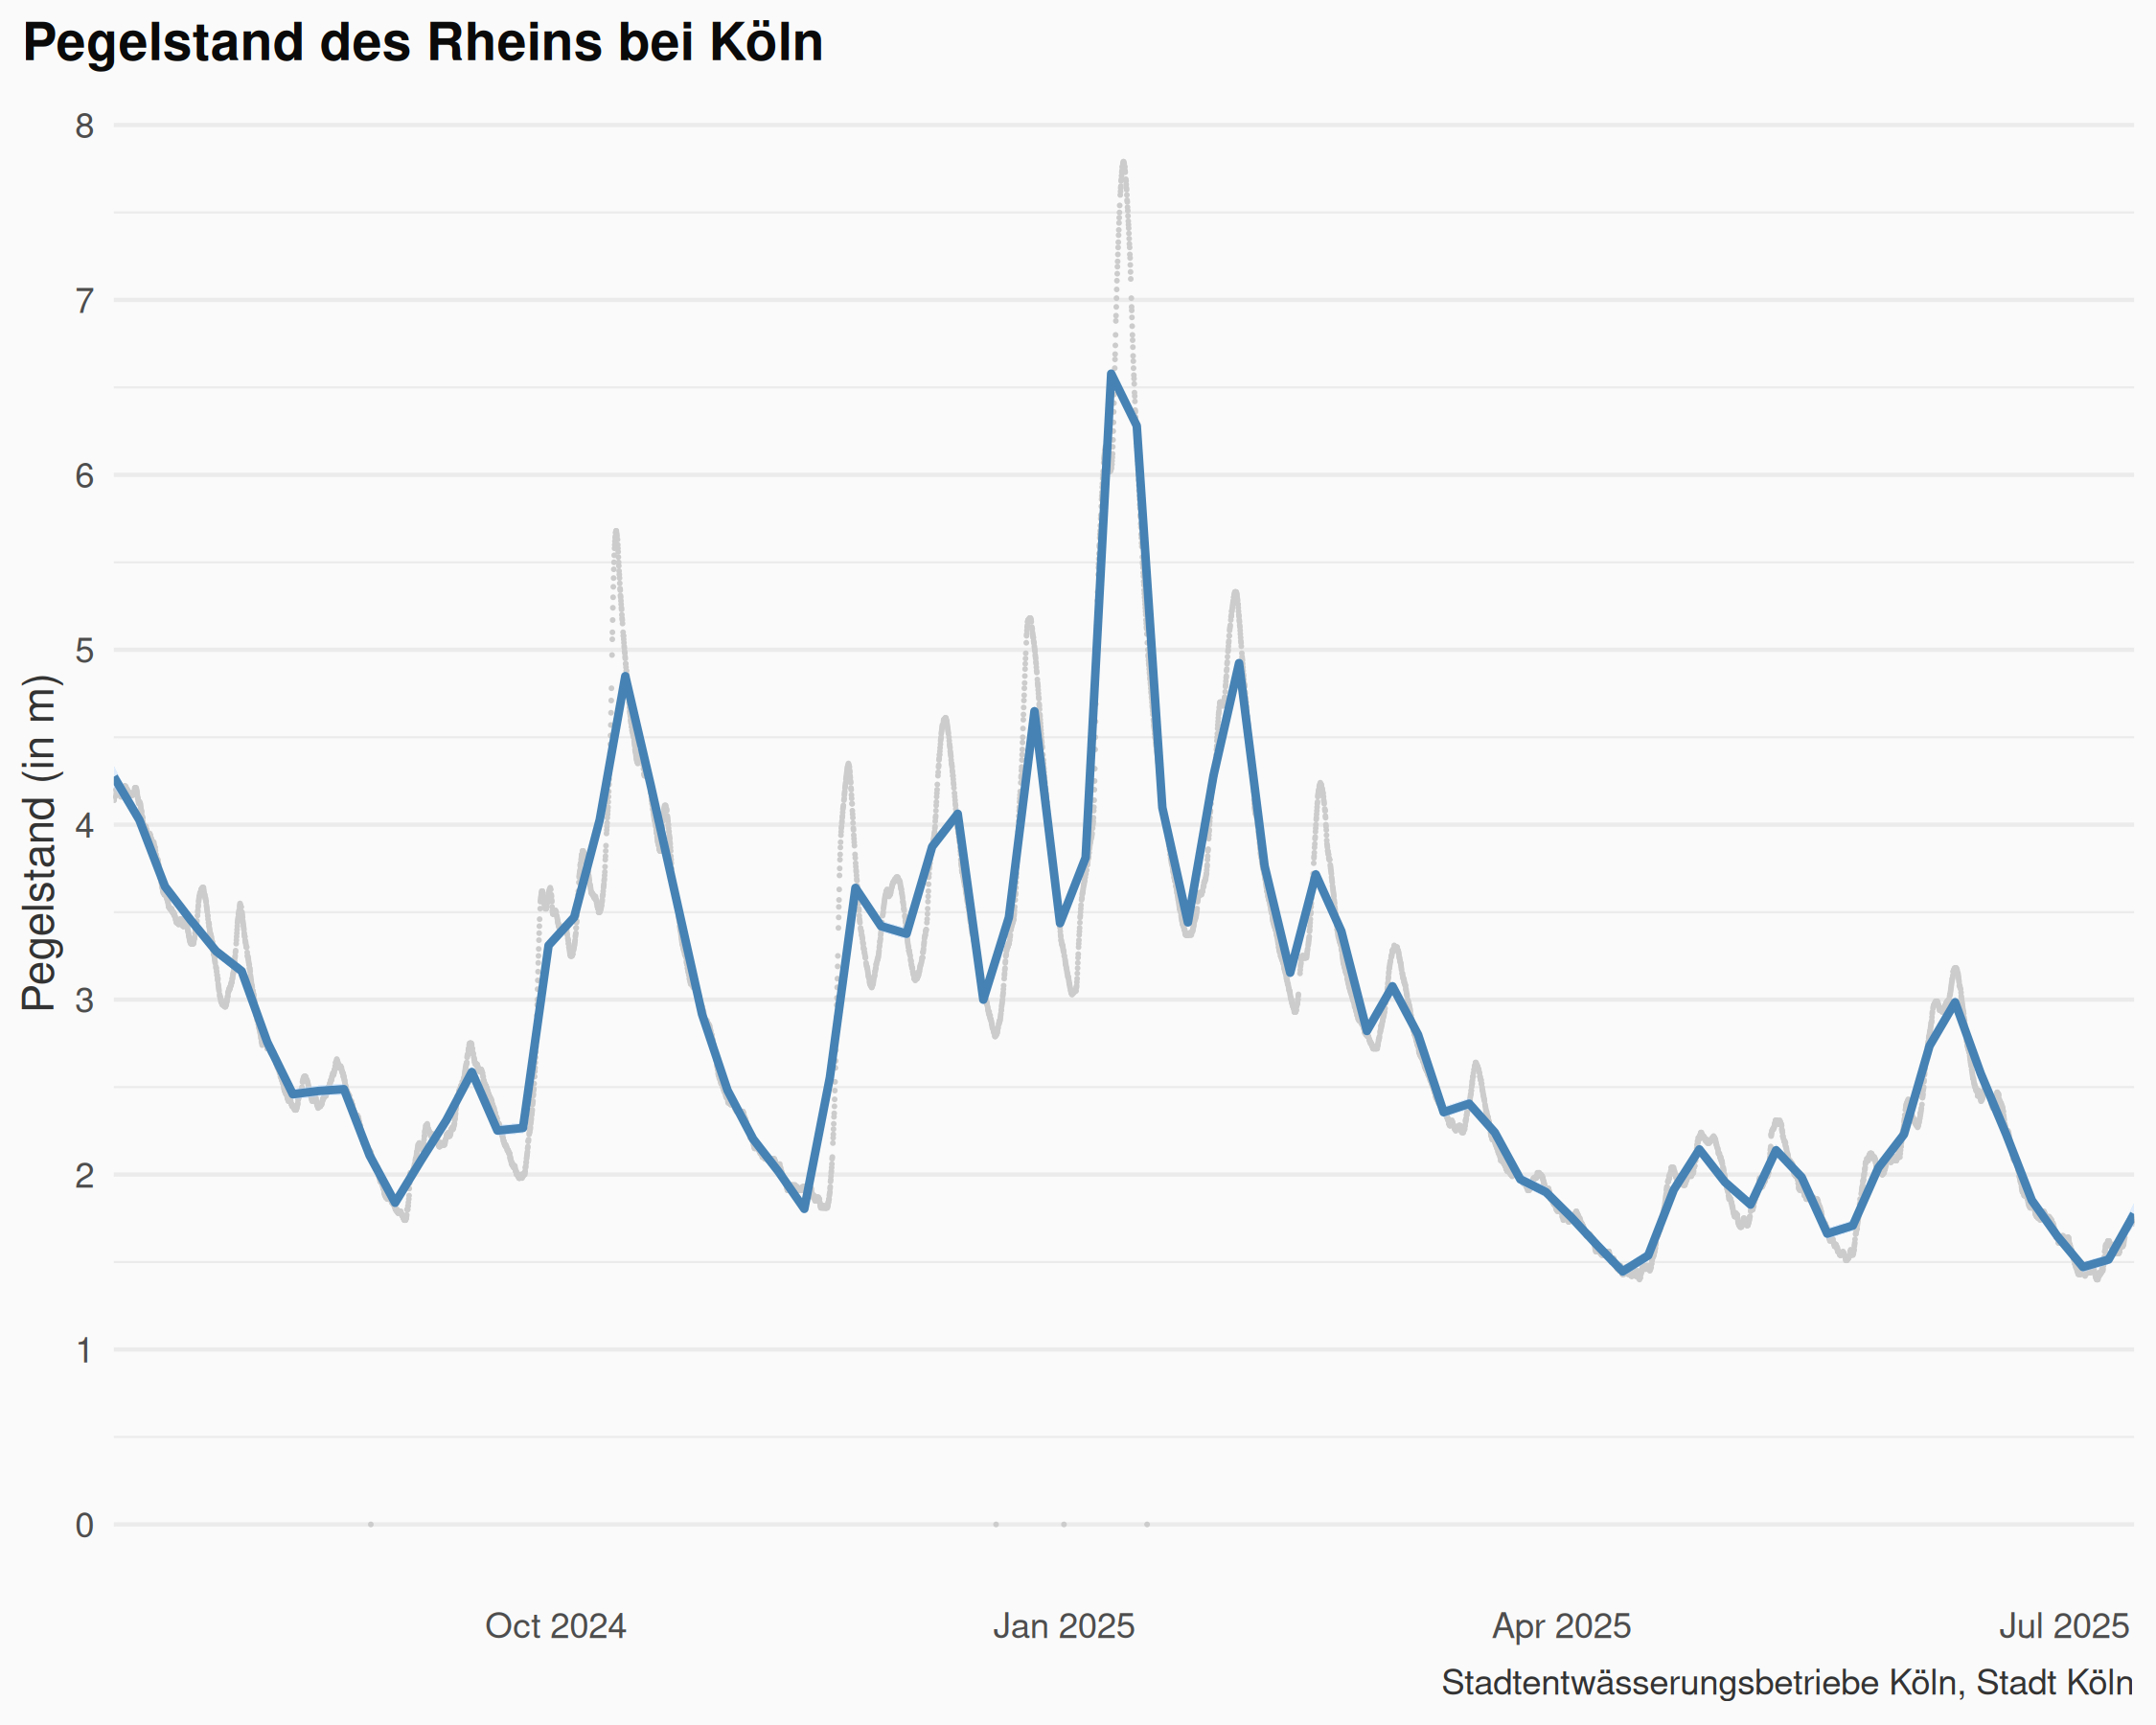 Pegelstand des Rheins bei Köln
Pegelstand (in m)
8
7
6
5
4
3
2
1
0
Oct 2024 Jan 2025 Apr 2025 Jul 2025
Stadtentwässerungsbetriebe Köln, Stadt Köln